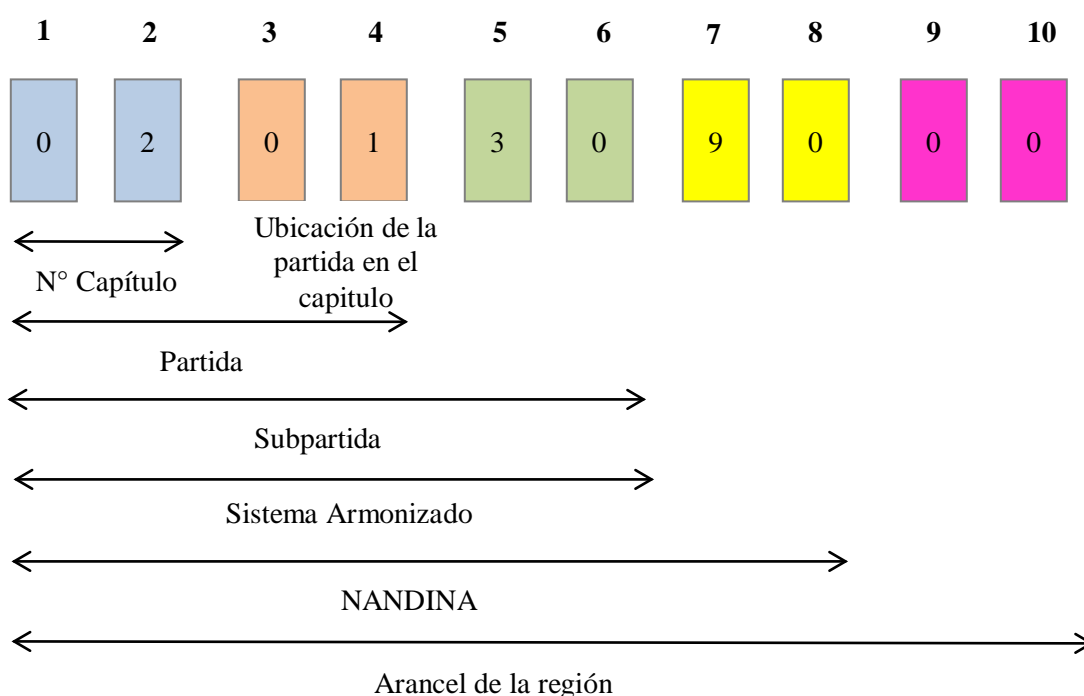 1 2 3 4 5 6 7 8 9 10
0 2 0 1 3 0 9 0 0 0
Ubicación de la
partida en el
capitulo
N° Capítulo
Partida
Subpartida
Sistema Armonizado
NANDINA
Arancel de la región